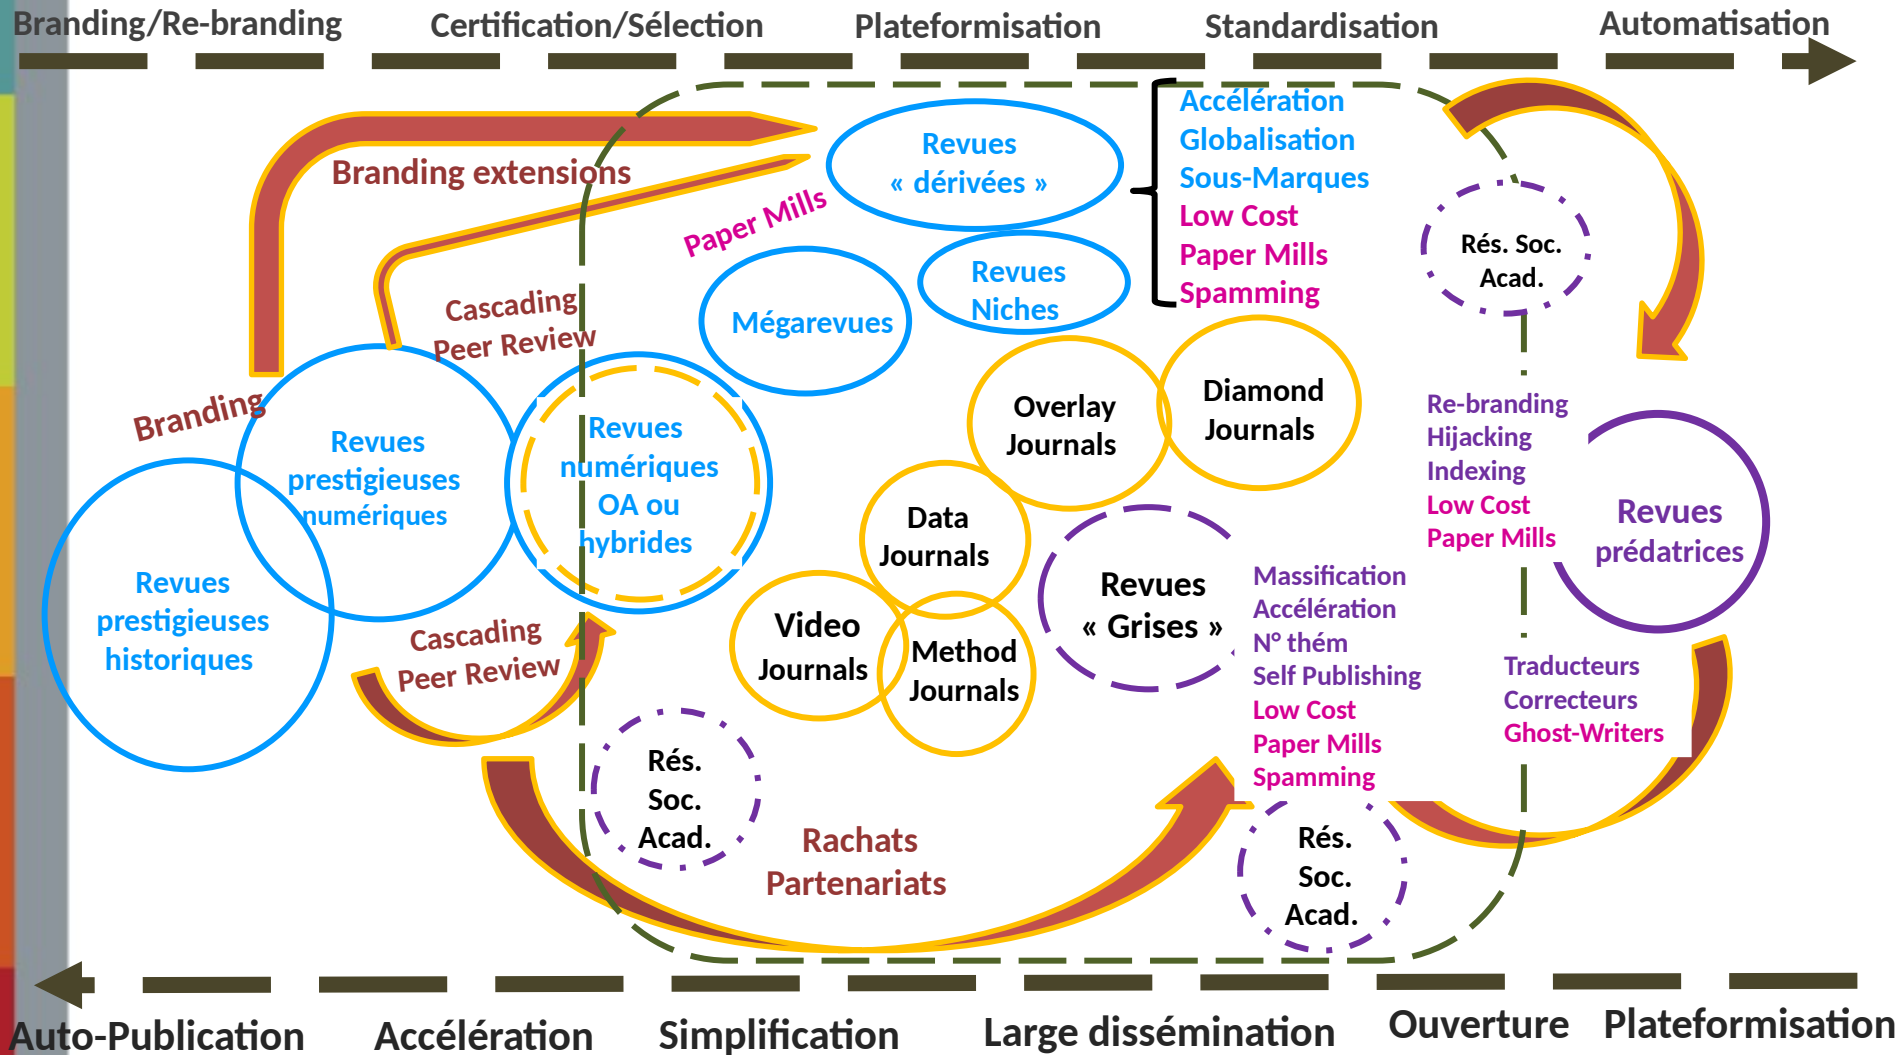 Branding/Re-branding
Certification/Sélection
Plateformisation
Standardisation
Automatisation
Branding extensions
Revues
« dérivées »
Accélération
Globalisation
Sous-Marques
Low Cost
Paper Mills
Spamming
Paper Mills
Revues
Niches
Mégarevues
Rés. Soc.
Acad.
Cascading
Peer Review
Branding
Revues
prestigieuses
numériques
Revues
numériques
OA ou
hybrides
Overlay
Journals
Diamond
Journals
Re-branding
Hijacking
Indexing
Low Cost
Paper Mills
Revues
prédatrices
Revues
prestigieuses
historiques
Data
Journals
Revues
« Grises »
Massification
Accélération
N° thém
Self Publishing
Low Cost
Paper Mills
Spamming
Cascading
Peer Review
Video
Journals
Method
Journals
Traducteurs
Correcteurs
Ghost-Writers
Rés.
Soc.
Acad.
Rachats
Partenariats
Rés.
Soc.
Acad.
Auto-Publication
Accélération
Simplification
Large dissémination
Ouverture
Plateformisation